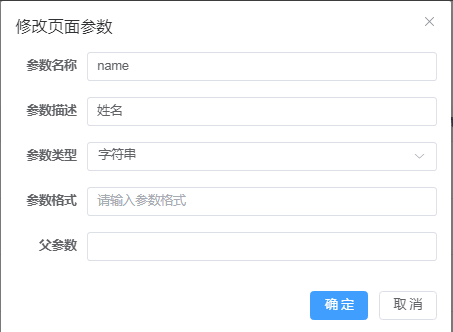 修改页面参数
参数名称 name
参数描述 姓名
参数类型 字符串
参数格式 请输入参数格式
父参数
确定 取消